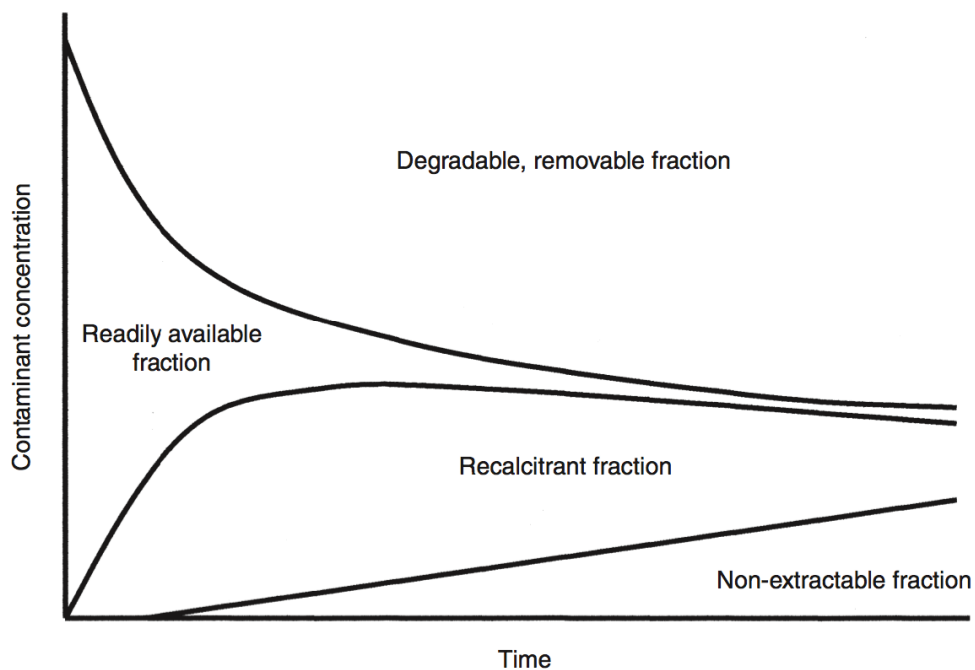 Degradable, removable fraction
Contaminant concentration
Readily available
fraction
Recalcitrant fraction
Non-extractable fraction
Time